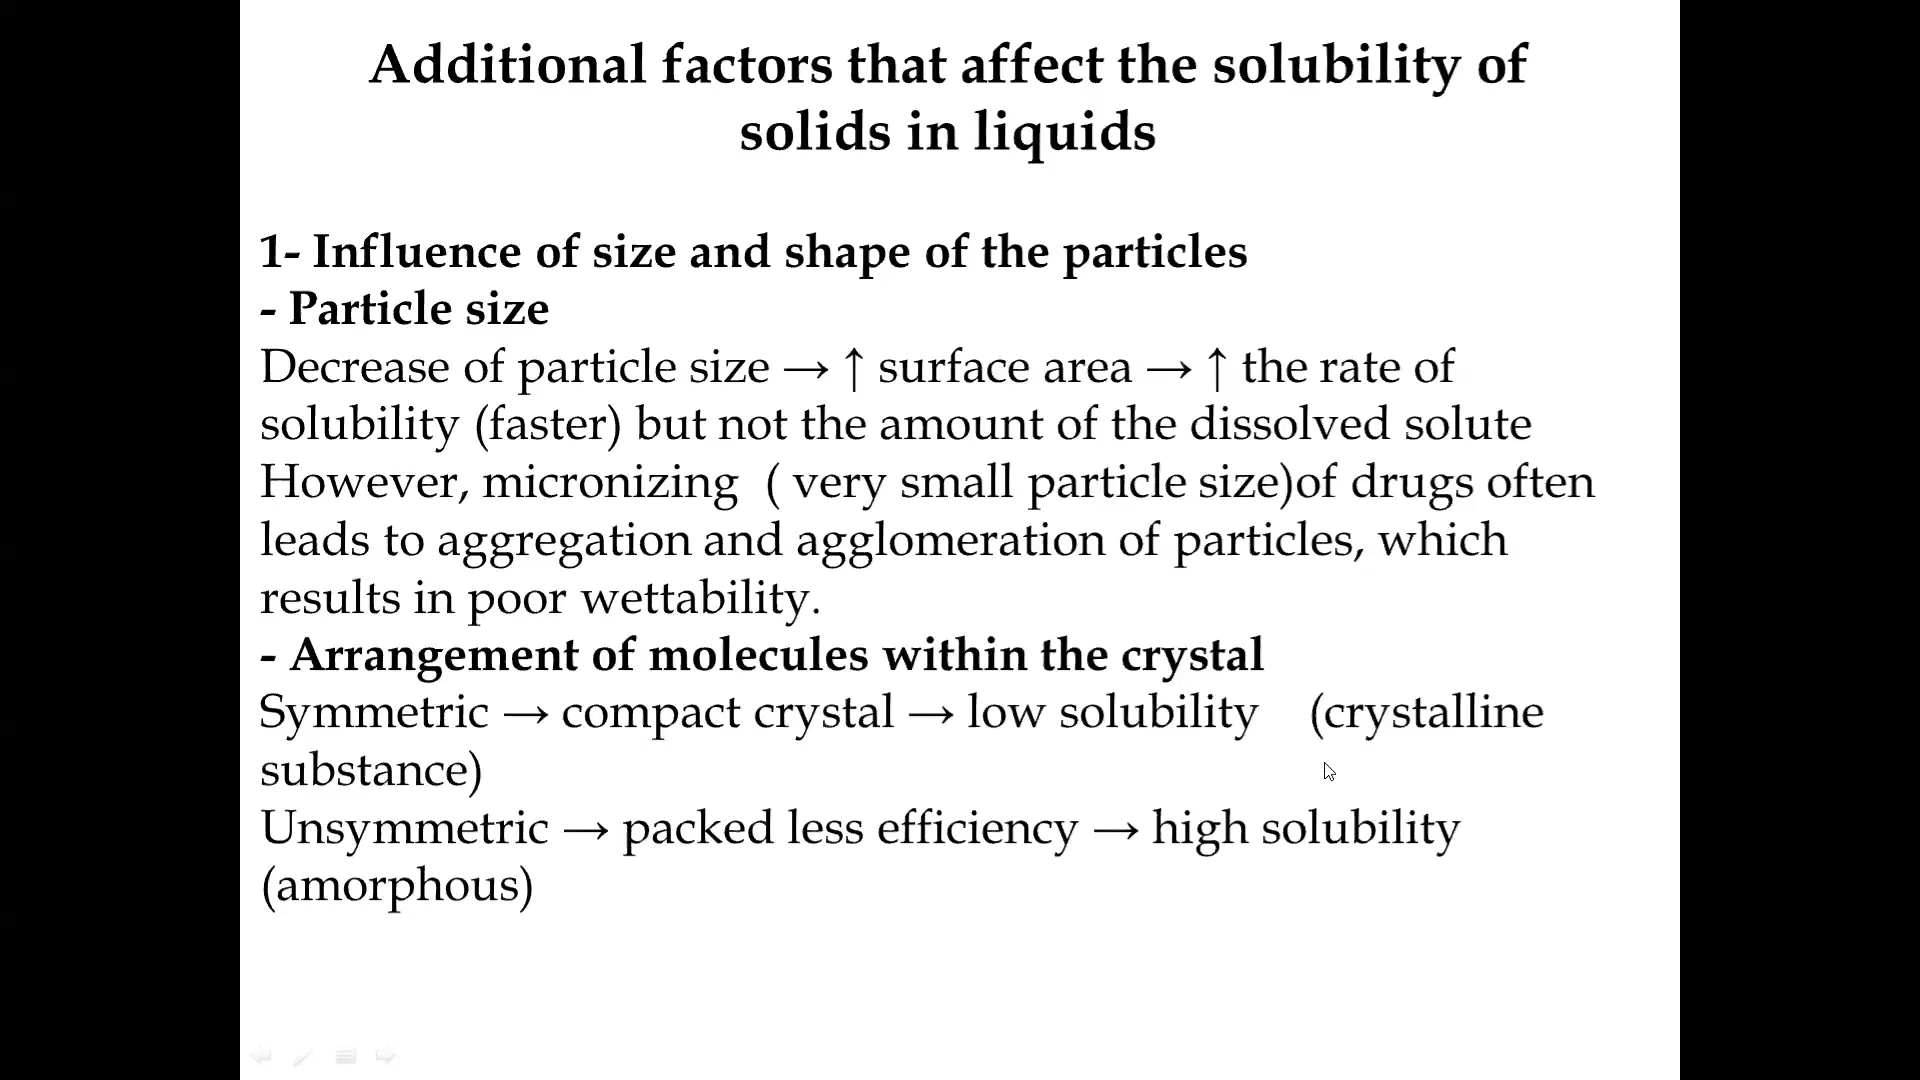 Additional factors that affect the solubility of
solids in liquids
1- Influence of size and shape of the particles
- Particle size
Decrease of particle size → ↑ surface area → ↑ the rate of
solubility (faster) but not the amount of the dissolved solute
However, micronizing  ( very small particle size)of drugs often
leads to aggregation and agglomeration of particles, which
results in poor wettability.
- Arrangement of molecules within the crystal
Symmetric → compact crystal → low solubility    (crystalline
substance)
Unsymmetric → packed less efficiency → high solubility
(amorphous)